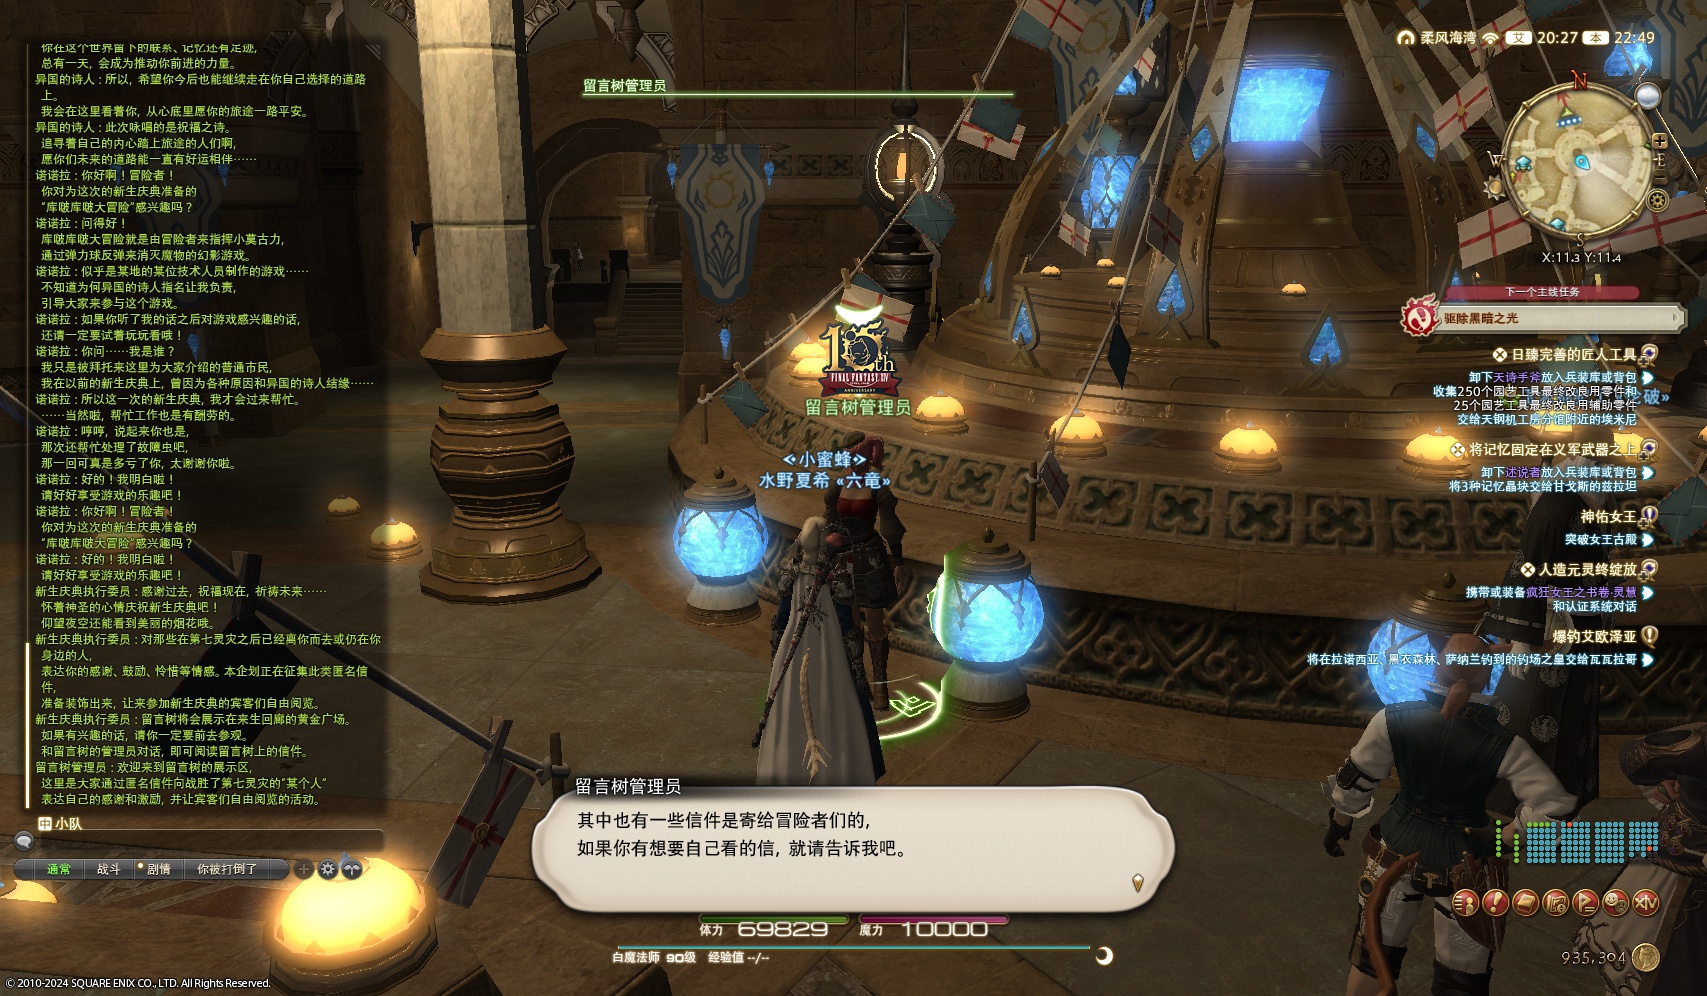 你在这个世界留下的联系、记忆还有足迹，
总有一天，会成为推动你前进的力量。
异国的诗人：所以，希望你今后也能继续走在你自己选择的道路
上。
我会在这里看着你，从心底里愿你的旅途一路平安。
异国的诗人：此次咏唱的是祝福之诗。
追寻着自己的内心踏上旅途的人们啊，
愿你们未来的道路能一直有好运相伴……
诺诺拉：你好啊！冒险者！
你对为这次的新生庆典准备的
“库啵库啵大冒险”感兴趣吗？
诺诺拉：问得好！
库啵库啵大冒险就是由冒险者来指挥小莫古力，
通过弹力球反弹来消灭魔物的幻影游戏。
诺诺拉：似乎是某地的某位技术人员制作的游戏……
不知道为何异国的诗人指名让我负责，
引导大家来参与这个游戏。
诺诺拉：如果你听了我的话之后对游戏感兴趣的话，
还请一定要试着玩玩看哦！
诺诺拉：你问……我是谁？
我只是被拜托来这里为大家介绍的普通市民，
我在以前的新生庆典上，曾因为各种原因和异国的诗人结缘……
诺诺拉：所以这一次的新生庆典，我才会过来帮忙。
……当然啦，帮忙工作也是有酬劳的。
诺诺拉：哼哼，说起来你也是，
那次还帮忙处理了故障虫吧，
那一回可真是多亏了你，太谢谢你啦。
诺诺拉：好的！我明白啦！
请好好享受游戏的乐趣吧！
诺诺拉：你好啊！冒险者！
你对为这次的新生庆典准备的
“库啵库啵大冒险”感兴趣吗？
诺诺拉：好的！我明白啦！
请好好享受游戏的乐趣吧！
新生庆典执行委员：感谢过去，祝福现在，祈祷未来……
怀着神圣的心情庆祝新生庆典吧！
仰望夜空还能看到美丽的烟花哦。
新生庆典执行委员：对那些在第七灵灾之后已经离你而去或仍在你
身边的人，
表达你的感谢、鼓励、怜惜等情感。本企划正在征集此类匿名信
件，
准备装饰出来，让来参加新生庆典的宾客们自由阅览。
新生庆典执行委员：留言树将会展示在来生回廊的黄金广场。
如果有兴趣的话，请你一定要前去参观。
和留言树的管理员对话，即可阅读留言树上的信件。
留言树管理员：欢迎来到留言树的展示区，
这里是大家通过匿名信件向战胜了第七灵灾的“某个人”
表达自己的感谢和激励，并让宾客们自由阅览的活动。
中 小队
通常 战斗 剧情 你被打倒了
留言树管理员
10th
FINAL FANTASY XIV
ANNIVERSARY
留言树管理员
小蜜蜂
水野夏希 «六竜»
留言树管理员
其中也有一些信件是寄给冒险者们的，
如果你有想要自己看的信，就请告诉我吧。
体力 69829 魔力 10000
白魔法师 90级 经验值 --/--
柔风海湾 艾 20:27 本 22:49
N
W
E
S
X:11.3 Y:11.4
下一个主线任务
驱除黑暗之光
日臻完善的匠人工具
卸下天诗手斧放入兵装库或背包
收集250个园艺工具最终改良用零件和
25个园艺工具最终改良用辅助零件
交给天钢机工房分馆附近的埃米尼
破»
将记忆固定在义军武器之上
卸下述说者放入兵装库或背包
将3种记忆晶块交给甘戈斯的兹拉坦
神佑女王
突破女王古殿
人造元灵终绽放
携带或装备疯狂女王之书卷·灵慧
和认证系统对话
爆钓艾欧泽亚
将在拉诺西亚、黑衣森林、萨纳兰钓到的钓场之皇交给瓦瓦拉哥
935,304
© 2010-2024 SQUARE ENIX CO., LTD. All Rights Reserved.